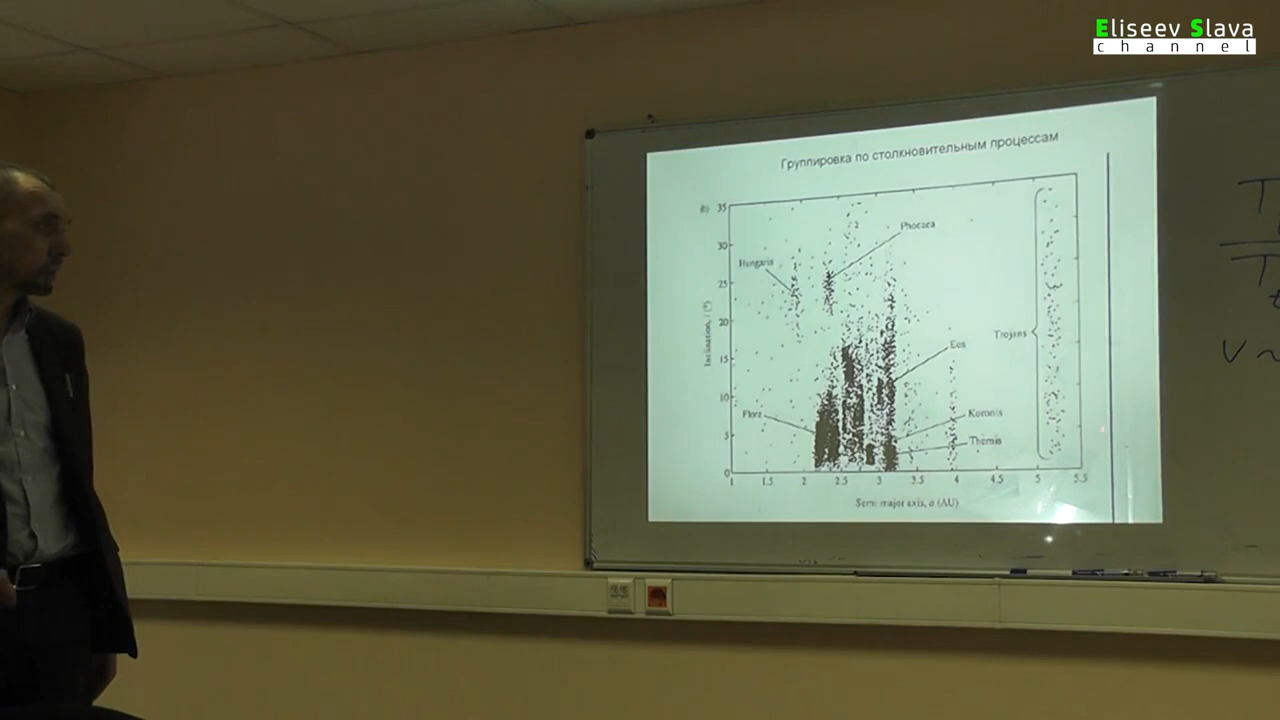 Eliseev Slava
channel
Группировка по столкновительным процессам
35
30
25
20
15
10
5
0
Inclination, I (°)
Hungaria
Phocaea
Trojans
Eos
Flora
Koronis
Themis
1 1.5 2 2.5 3 3.5 4 4.5 5 5.5
Semi-major axis, a (AU)
T
T
V ~